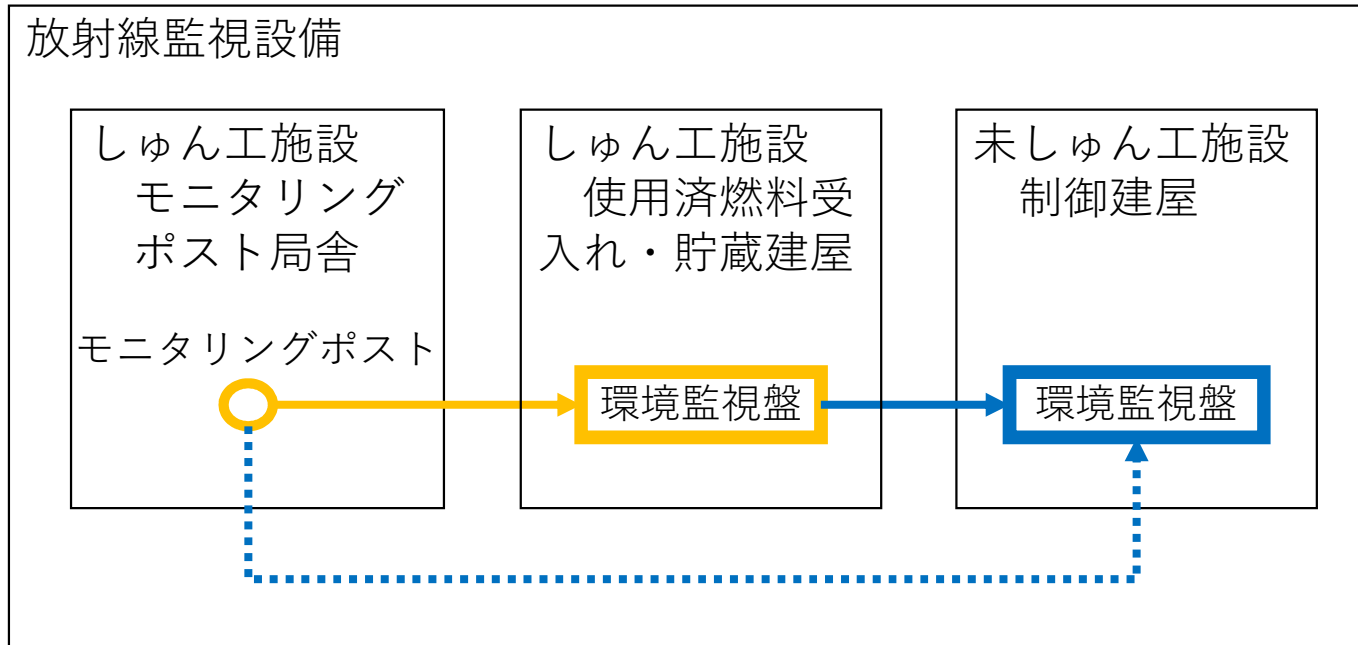 放射線監視設備
しゅん工施設
モニタリング
ポスト局舎
モニタリングポスト
しゅん工施設
使用済燃料受
入れ・貯蔵建屋
環境監視盤
未しゅん工施設
制御建屋
環境監視盤